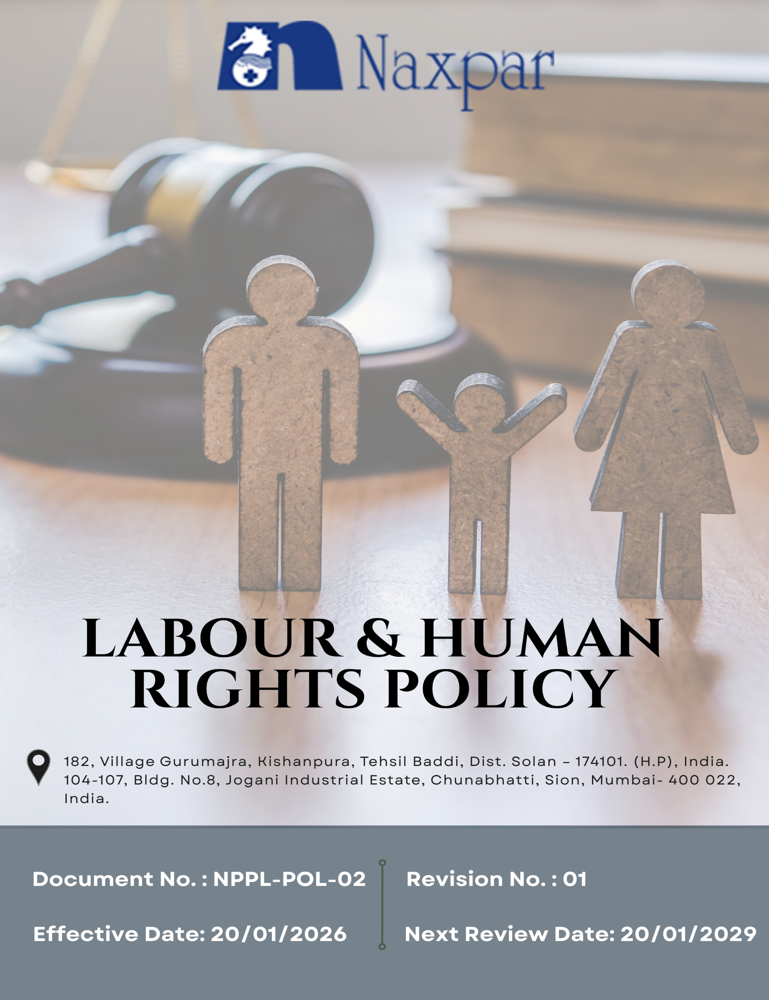 Naxpar
LABOUR & HUMAN
RIGHTS POLICY
182, Village Gurumajra, Kishanpura, Tehsil Baddi, Dist. Solan – 174101. (H.P), India.
104-107, Bldg. No.8, Jogani Industrial Estate, Chunabhatti, Sion, Mumbai- 400 022,
India.
Document No. : NPPL-POL-02
Revision No. : 01
Effective Date: 20/01/2026
Next Review Date: 20/01/2029